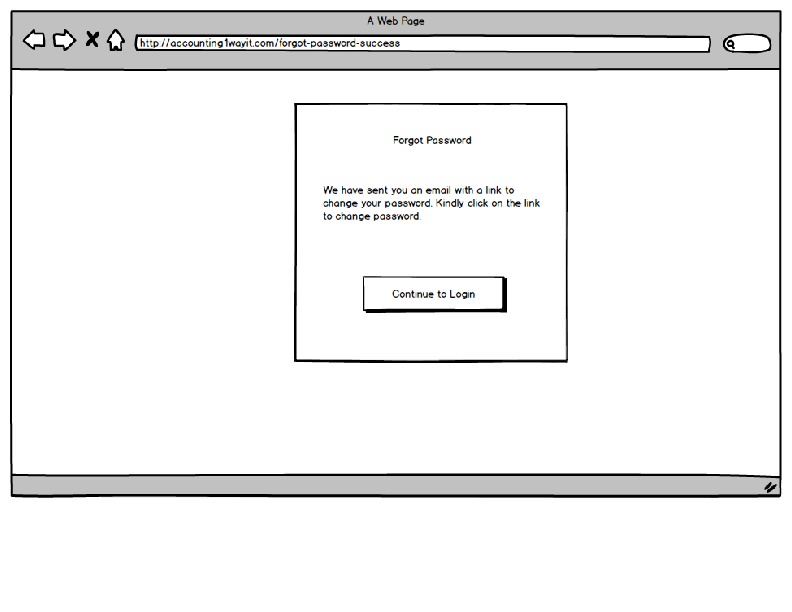 A Web Page
http://accounting1wayit.com/forgot-password-success
Forgot Password
We have sent you an email with a link to
change your password. Kindly click on the link
to change password.
Continue to Login